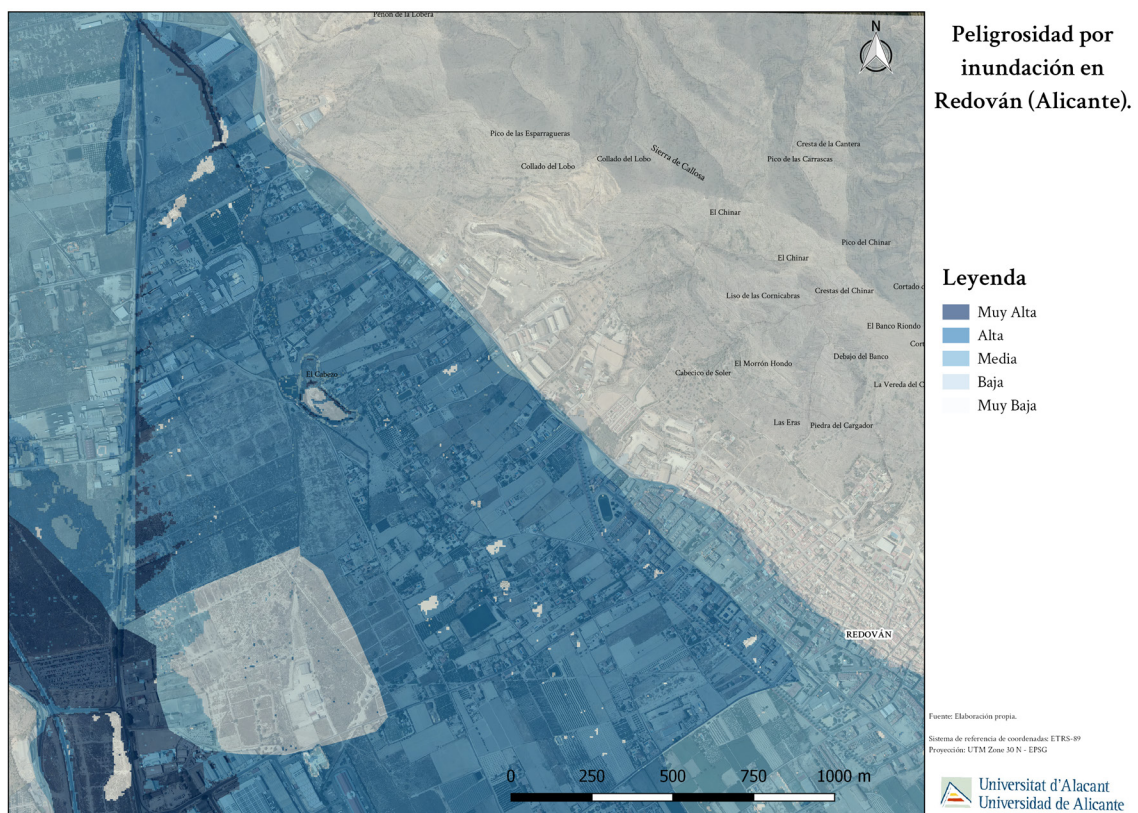 Peligrosidad por
inundación en
Redován (Alicante).
N
Peñón de la Lobera
Pico de las Esparragueras
Cresta de la Cantera
Collado del Lobo
Collado del Lobo
Sierra de Callosa
Pico de las Carrascas
El Chinar
Pico del Chinar
El Chinar
Liso de las Cornicabras
Crestas del Chinar
Cortado d
El Banco Riondo
Cort
Debajo del Banco
El Morrón Hondo
Cabecico de Soler
La Vereda del C
El Cabezo
Las Eras
Piedra del Cargador
REDOVÁN
0 250 500 750 1000 m
Leyenda
Muy Alta
Alta
Media
Baja
Muy Baja
Fuente: Elaboración propia.
Sistema de referencia de coordenadas: ETRS-89
Proyección: UTM Zone 30 N - EPSG
Universitat d'Alacant
Universidad de Alicante